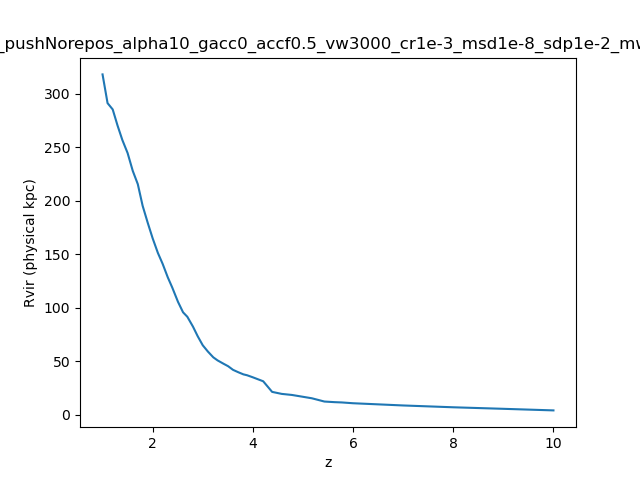 _pushNorepos_alpha10_gacc0_accf0.5_vw3000_cr1e-3_msd1e-8_sdp1e-2_mw
300
250
200
150
100
50
0
Rvir (physical kpc)
2 4 6 8 10
z